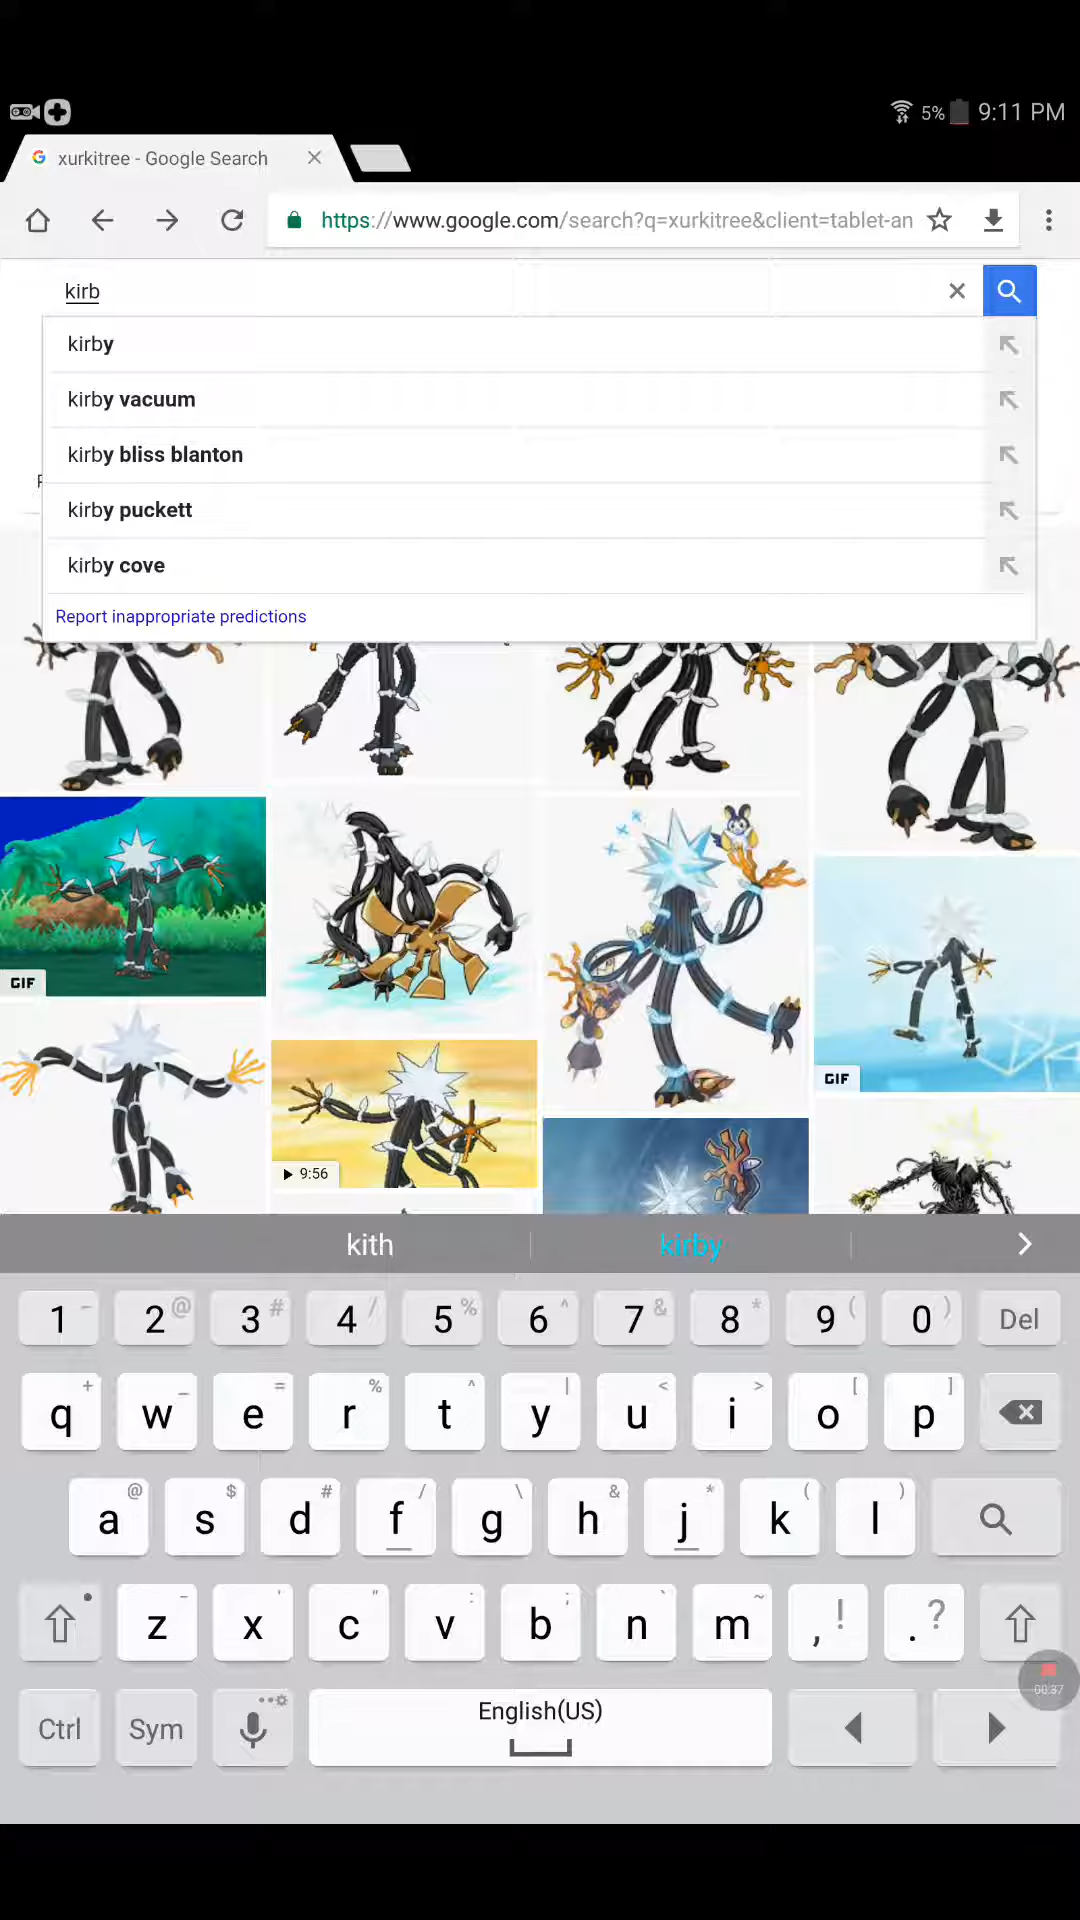 5% 9:11 PM
xurkitree - Google Search
https://www.google.com/search?q=xurkitree&client=tablet-an
kirb
kirby
kirby vacuum
kirby bliss blanton
kirby puckett
kirby cove
Report inappropriate predictions
GIF
GIF
9:56
kith kirby
1 - 2 @ 3 # 4 / 5 % 6 ^ 7 & 8 * 9 ( 0 ) Del
q + w _ e = r % t ^ y | u < i > o [ p ]
a @ s $ d # f / g \ h & j * k ( l )
z - x ' c " v : b ; n ` m ~ , ! . ?
00:37
Ctrl Sym English(US)